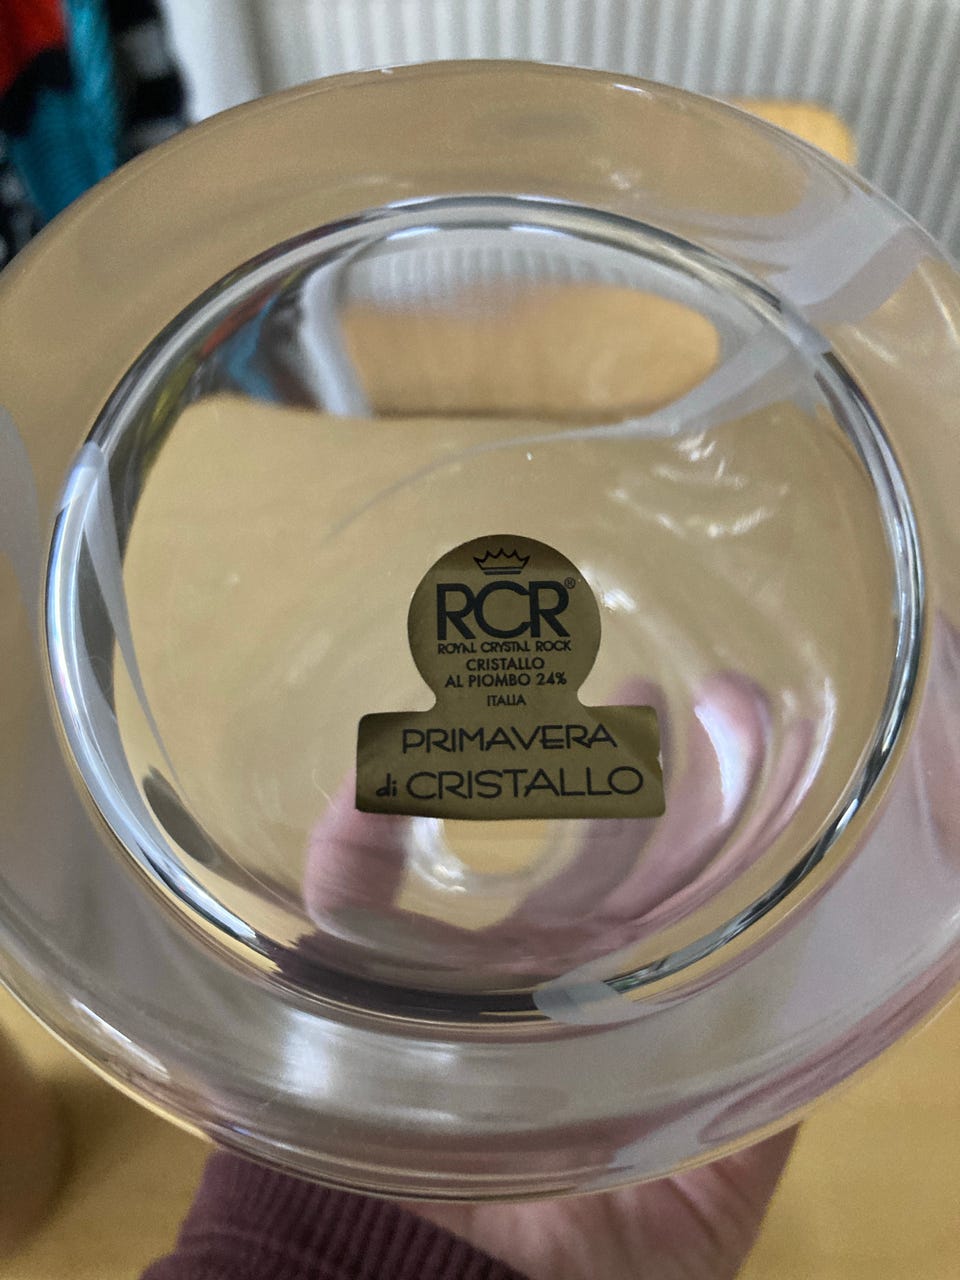 RCR®
ROYAL CRYSTAL ROCK
CRISTALLO
AL PIOMBO 24%
ITALIA
PRIMAVERA
di CRISTALLO